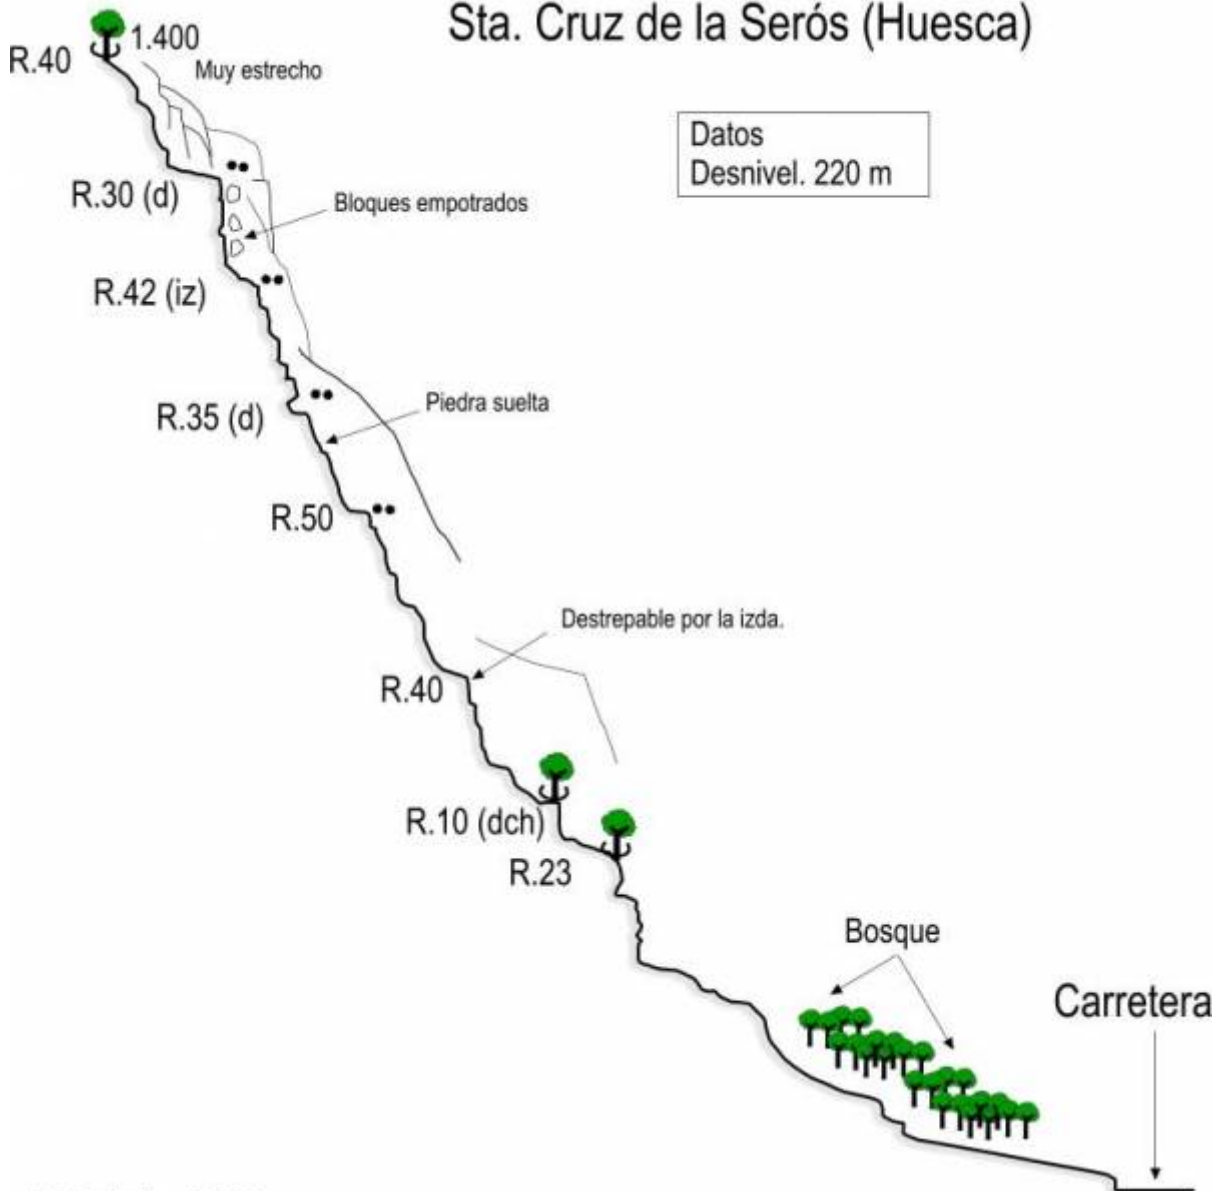 Sta. Cruz de la Serós (Huesca)
R.40
1.400
Muy estrecho
Datos
Desnivel. 220 m
R.30 (d)
Bloques empotrados
R.42 (iz)
R.35 (d)
Piedra suelta
R.50
Destrepable por la izda.
R.40
R.10 (dch)
R.23
Bosque
Carretera